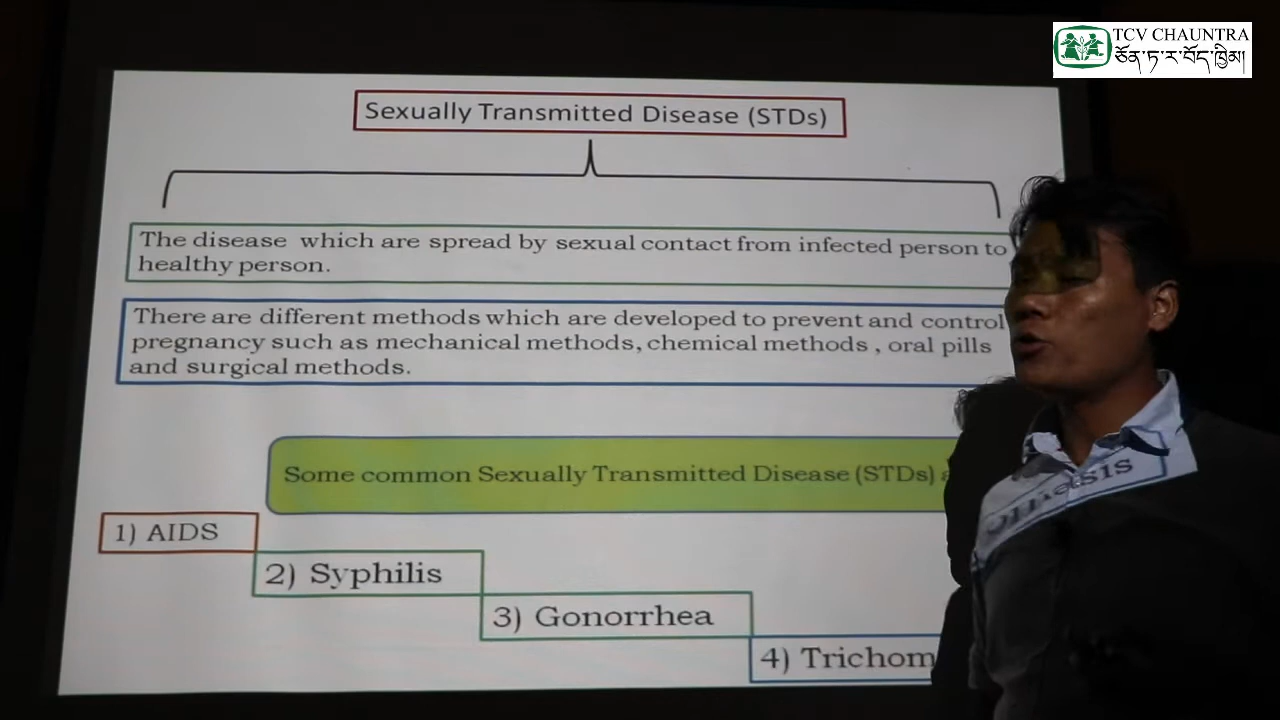 TCV CHAUNTRA
ཅོན་ཏ་ར་བོད་ཁྱིམ།
Sexually Transmitted Disease (STDs)
The disease which are spread by sexual contact from infected person to
healthy person.
There are different methods which are developed to prevent and control
pregnancy such as mechanical methods, chemical methods , oral pills
and surgical methods.
Some common Sexually Transmitted Disease (STDs)
1) AIDS
2) Syphilis
3) Gonorrhea
4) Trichom